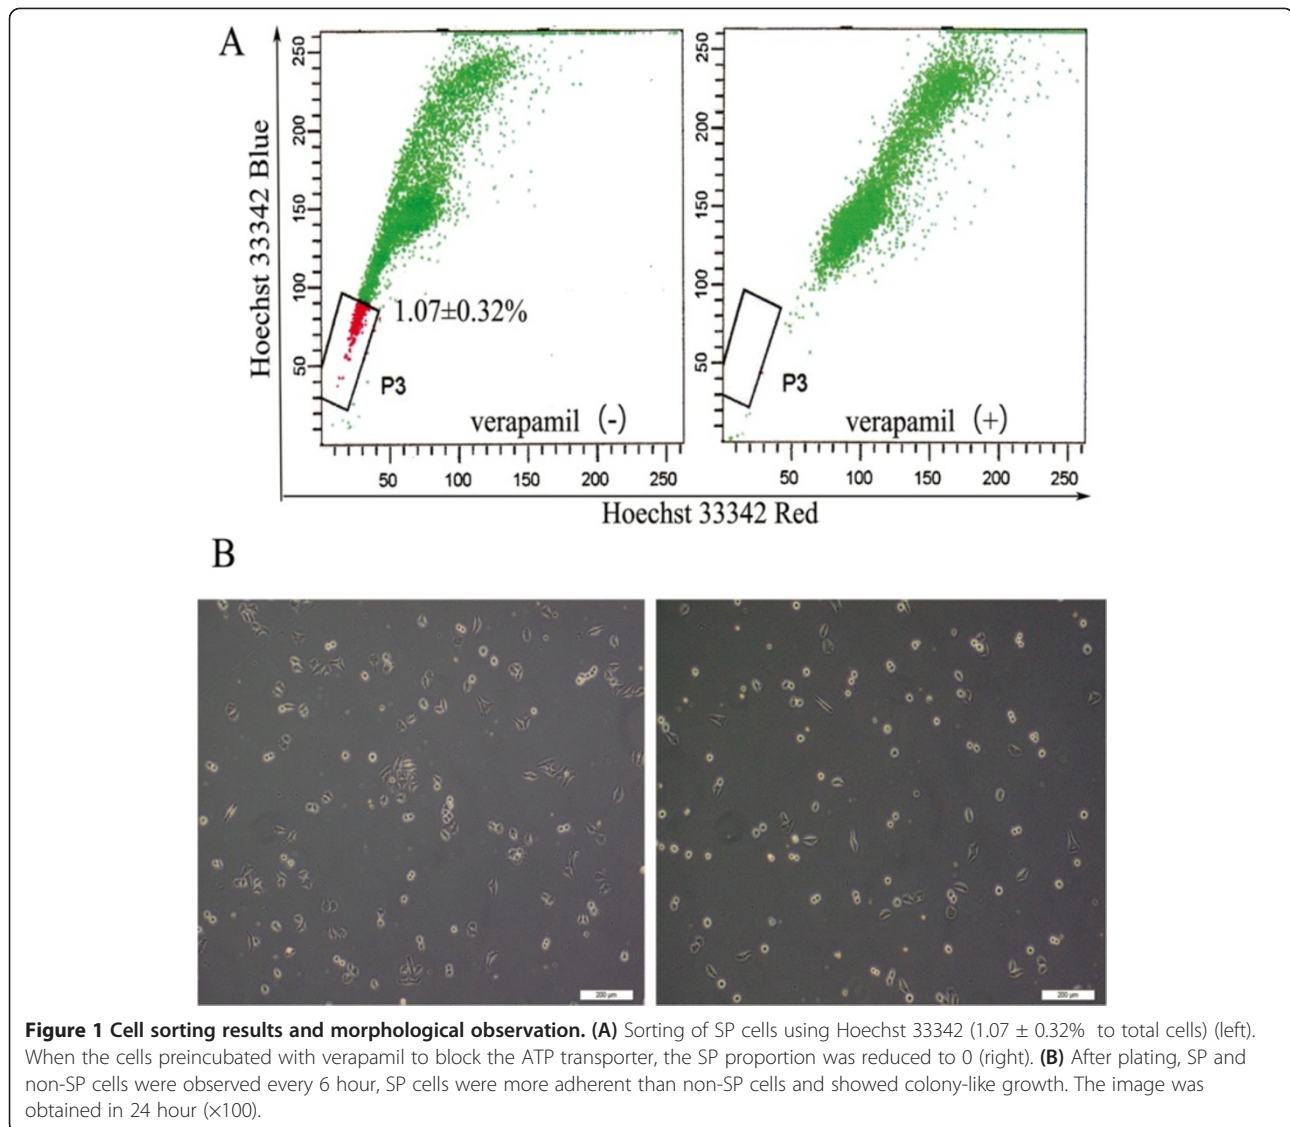 A
Hoechst 33342 Blue
250
200
150
100
50
1.07±0.32%
P3
verapamil (-)
50 100 150 200 250
250
200
150
100
50
P3
verapamil (+)
50 100 150 200 250
Hoechst 33342 Red
B
200 µm
200 µm
Figure 1 Cell sorting results and morphological observation. (A) Sorting of SP cells using Hoechst 33342 (1.07 ± 0.32% to total cells) (left).
When the cells preincubated with verapamil to block the ATP transporter, the SP proportion was reduced to 0 (right). (B) After plating, SP and
non-SP cells were observed every 6 hour, SP cells were more adherent than non-SP cells and showed colony-like growth. The image was
obtained in 24 hour (×100).